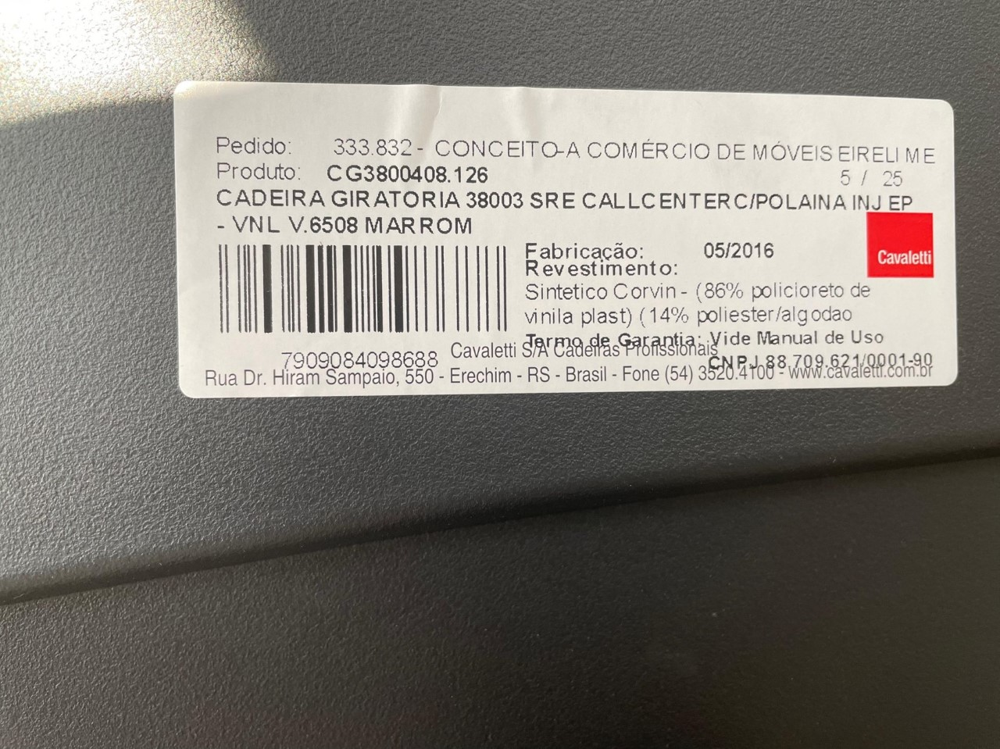 Pedido: 333.832 - CONCEITO-A COMÉRCIO DE MÓVEIS EIRELI ME
Produto: CG3800408.126 5 / 25
CADEIRA GIRATORIA 38003 SRE CALLCENTER C/POLAINA INJ EP
- VNL V.6508 MARROM
Fabricação: 05/2016
Revestimento:
Cavaletti
Sintetico Corvin - (86% policioreto de
vinila plast) (14% poliester/algodao
Termo de Garantia: Vide Manual de Uso
Cavaletti S/A Cadeiras Profissionais
7909084098688
CNPJ 88.709.621/0001-90
Rua Dr. Hiram Sampaio, 550 - Erechim - RS - Brasil - Fone (54) 3520.4100 - www.cavaletti.com.br